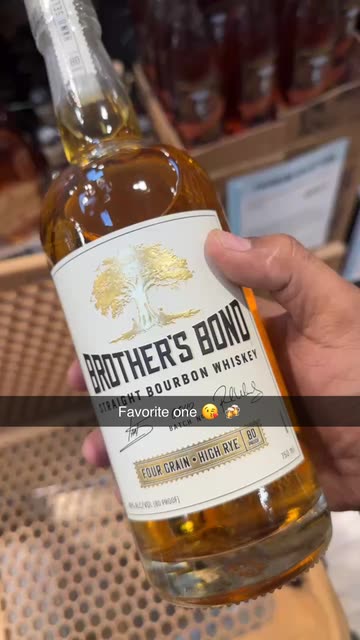 BROTHER'S BOND
STRAIGHT BOURBON WHISKEY
Favorite one 😘 🍻
BATCH N
FOUR GRAIN • HIGH RYE
80
40% ALC/VOL (80 PROOF)
750 ml